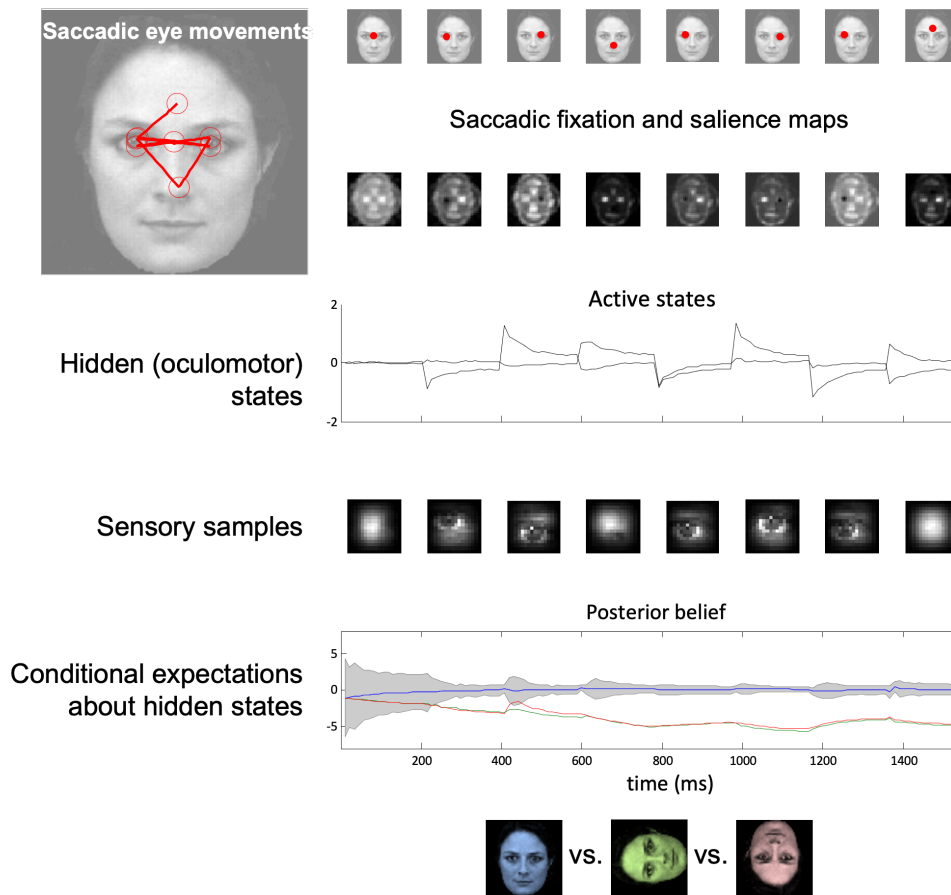 Saccadic eye movements
Saccadic fixation and salience maps
Active states
2
0
-2
Hidden (oculomotor)
states
Sensory samples
Posterior belief
5
0
-5
Conditional expectations
about hidden states
200 400 600 800 1000 1200 1400
time (ms)
vs. vs.